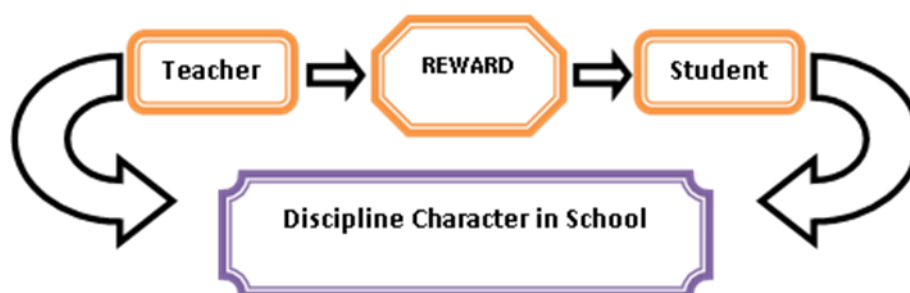 Teacher
REWARD
Student
Discipline Character in School